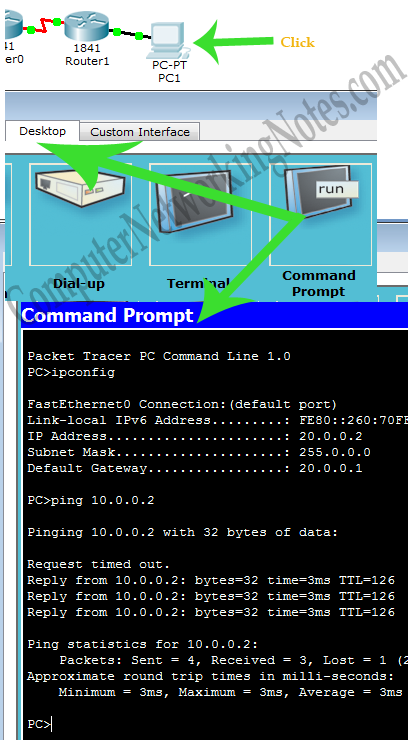 41
er0
1841
Router1
PC-PT
PC1
Click
Desktop
Custom Interface
run
Dial-up
Terminal
Command
Prompt
ComputerNetworkingNotes.com
Command Prompt
Packet Tracer PC Command Line 1.0
PC>ipconfig
FastEthernet0 Connection:(default port)
Link-local IPv6 Address.........: FE80::260:70FE
IP Address......................: 20.0.0.2
Subnet Mask.....................: 255.0.0.0
Default Gateway.................: 20.0.0.1
PC>ping 10.0.0.2
Pinging 10.0.0.2 with 32 bytes of data:
Request timed out.
Reply from 10.0.0.2: bytes=32 time=3ms TTL=126
Reply from 10.0.0.2: bytes=32 time=3ms TTL=126
Reply from 10.0.0.2: bytes=32 time=3ms TTL=126
Ping statistics for 10.0.0.2:
Packets: Sent = 4, Received = 3, Lost = 1 (2
Approximate round trip times in milli-seconds:
Minimum = 3ms, Maximum = 3ms, Average = 3ms
PC>